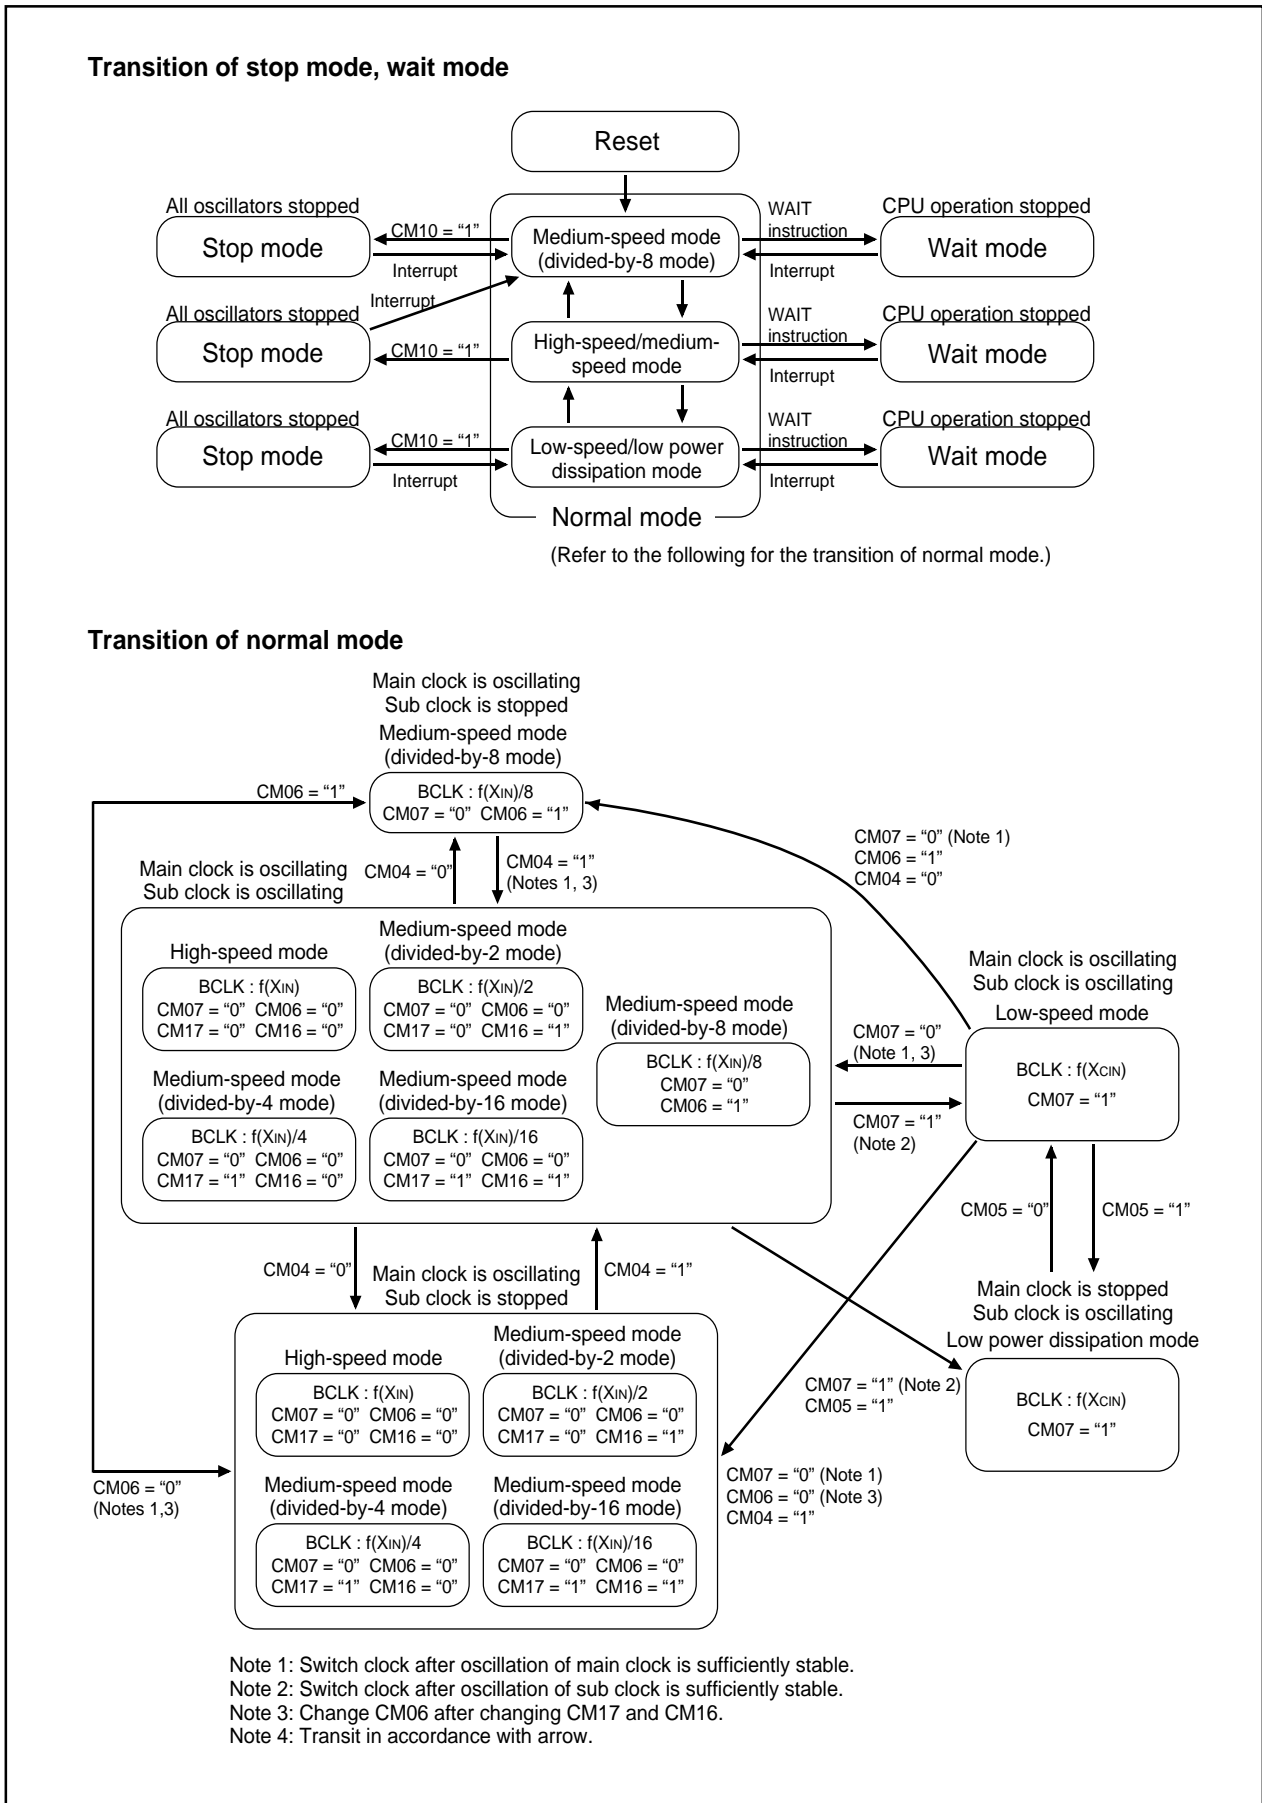 Transition of stop mode, wait mode
Reset
All oscillators stopped
Stop mode
CM10 = “1”
Interrupt
Medium-speed mode
(divided-by-8 mode)
WAIT
instruction
Interrupt
CPU operation stopped
Wait mode
Interrupt
All oscillators stopped
Stop mode
CM10 = “1”
High-speed/medium-
speed mode
WAIT
instruction
Interrupt
CPU operation stopped
Wait mode
All oscillators stopped
Stop mode
CM10 = “1”
Interrupt
Low-speed/low power
dissipation mode
WAIT
instruction
Interrupt
CPU operation stopped
Wait mode
Normal mode
(Refer to the following for the transition of normal mode.)
Transition of normal mode
Main clock is oscillating
Sub clock is stopped
Medium-speed mode
(divided-by-8 mode)
CM06 = “1”
BCLK : f(XIN)/8
CM07 = “0” CM06 = “1”
CM07 = “0” (Note 1)
CM06 = “1”
CM04 = “0”
Main clock is oscillating
Sub clock is oscillating
CM04 = “0”
CM04 = “1”
(Notes 1, 3)
High-speed mode
BCLK : f(XIN)
CM07 = “0” CM06 = “0”
CM17 = “0” CM16 = “0”
Medium-speed mode
(divided-by-2 mode)
BCLK : f(XIN)/2
CM07 = “0” CM06 = “0”
CM17 = “0” CM16 = “1”
Medium-speed mode
(divided-by-8 mode)
BCLK : f(XIN)/8
CM07 = “0”
CM06 = “1”
Medium-speed mode
(divided-by-4 mode)
BCLK : f(XIN)/4
CM07 = “0” CM06 = “0”
CM17 = “1” CM16 = “0”
Medium-speed mode
(divided-by-16 mode)
BCLK : f(XIN)/16
CM07 = “0” CM06 = “0”
CM17 = “1” CM16 = “1”
CM07 = “0”
(Note 1, 3)
CM07 = “1”
(Note 2)
Main clock is oscillating
Sub clock is oscillating
Low-speed mode
BCLK : f(XCIN)
CM07 = “1”
CM05 = “0”
CM05 = “1”
Main clock is stopped
Sub clock is oscillating
Low power dissipation mode
BCLK : f(XCIN)
CM07 = “1”
CM07 = “1” (Note 2)
CM05 = “1”
CM04 = “0”
Main clock is oscillating
Sub clock is stopped
CM04 = “1”
High-speed mode
BCLK : f(XIN)
CM07 = “0” CM06 = “0”
CM17 = “0” CM16 = “0”
Medium-speed mode
(divided-by-2 mode)
BCLK : f(XIN)/2
CM07 = “0” CM06 = “0”
CM17 = “0” CM16 = “1”
CM06 = “0”
(Notes 1,3)
Medium-speed mode
(divided-by-4 mode)
BCLK : f(XIN)/4
CM07 = “0” CM06 = “0”
CM17 = “1” CM16 = “0”
Medium-speed mode
(divided-by-16 mode)
BCLK : f(XIN)/16
CM07 = “0” CM06 = “0”
CM17 = “1” CM16 = “1”
CM07 = “0” (Note 1)
CM06 = “0” (Note 3)
CM04 = “1”
Note 1: Switch clock after oscillation of main clock is sufficiently stable.
Note 2: Switch clock after oscillation of sub clock is sufficiently stable.
Note 3: Change CM06 after changing CM17 and CM16.
Note 4: Transit in accordance with arrow.